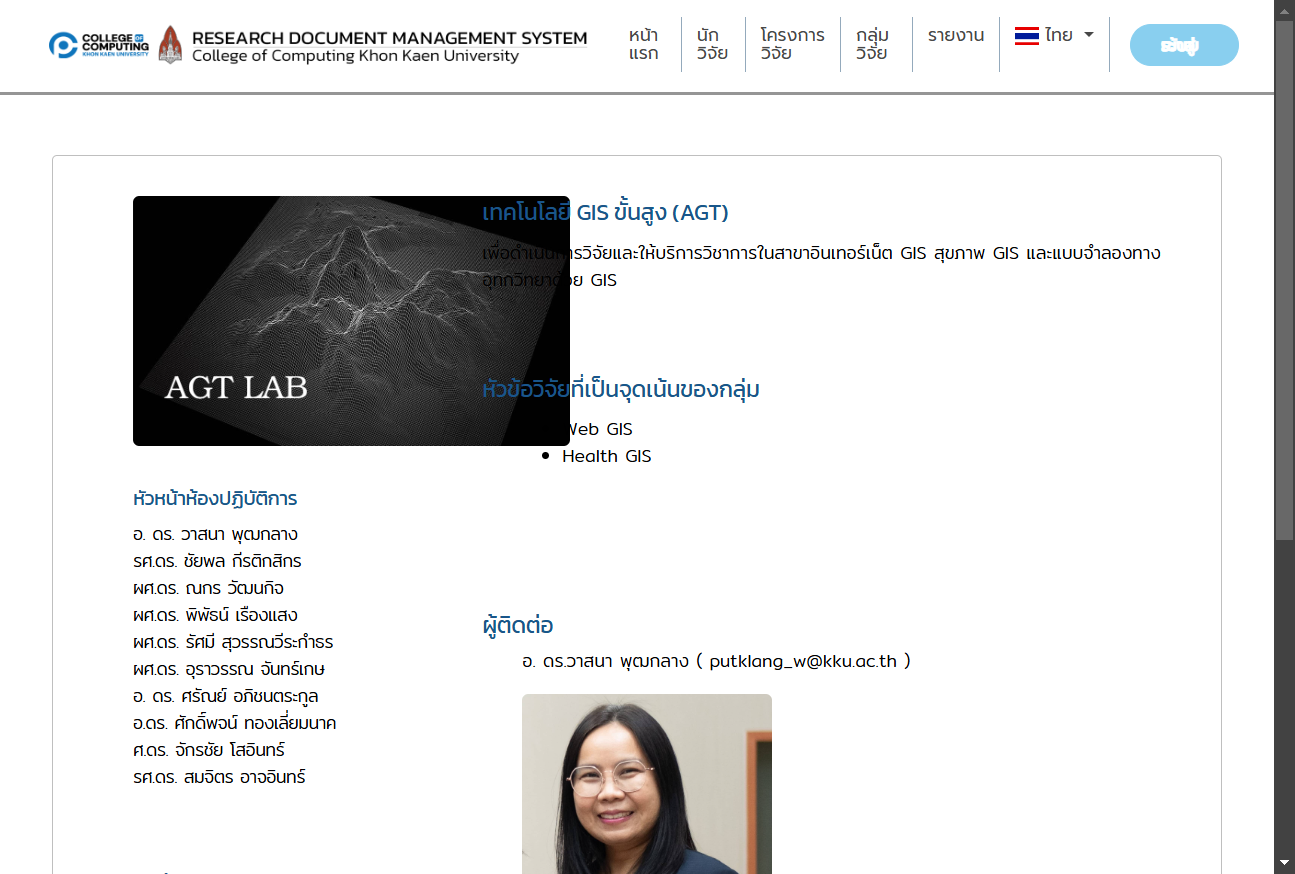 COLLEGE OF
COMPUTING
KHON KAEN UNIVERSITY
RESEARCH DOCUMENT MANAGEMENT SYSTEM
College of Computing Khon Kaen University
หน้า
แรก
นัก
วิจัย
โครงการ
วิจัย
กลุ่ม
วิจัย
รายงาน
ไทย
AGT LAB
หัวหน้าห้องปฏิบัติการ
อ. ดร. วาสนา พุฒกลาง
รศ.ดร. ชัยพล กีรติกสิกร
ผศ.ดร. ณกร วัฒนกิจ
ผศ.ดร. พิพัธน์ เรืองแสง
ผศ.ดร. รัศมี สุวรรณวีระกำธร
ผศ.ดร. อุราวรรณ จันทร์เกษ
อ. ดร. ศรัณย์ อภิชนตระกูล
อ.ดร. ศักดิ์พจน์ ทองเลี่ยมนาค
ศ.ดร. จักรชัย โสอินทร์
รศ.ดร. สมจิตร อาจอินทร์
เทคโนโลยี GIS ขั้นสูง (AGT)
เพื่อดำเนินการวิจัยและให้บริการวิชาการในสาขาอินเทอร์เน็ต GIS สุขภาพ GIS และแบบจำลองทาง
อุทกวิทยาด้วย GIS
หัวข้อวิจัยที่เป็นจุดเน้นของกลุ่ม
Web GIS
• Health GIS
ผู้ติดต่อ
อ. ดร.วาสนา พุฒกลาง ( putklang_w@kku.ac.th )